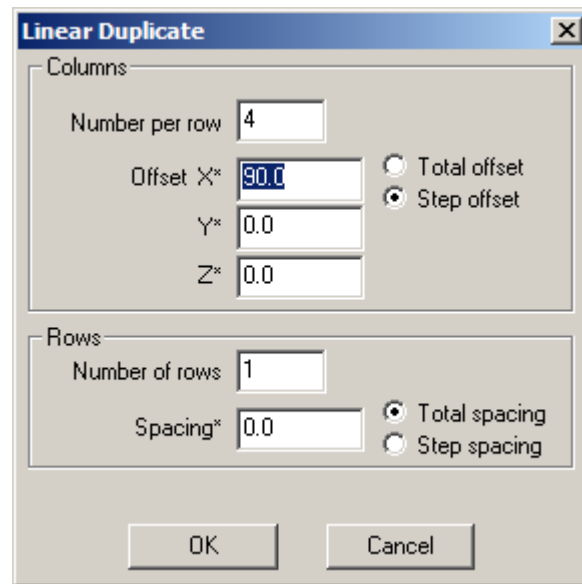 Linear Duplicate
Columns
Number per row 4
Offset X* 90.0
Total offset
Step offset
Y* 0.0
Z* 0.0
Rows
Number of rows 1
Spacing* 0.0
Total spacing
Step spacing
OK Cancel